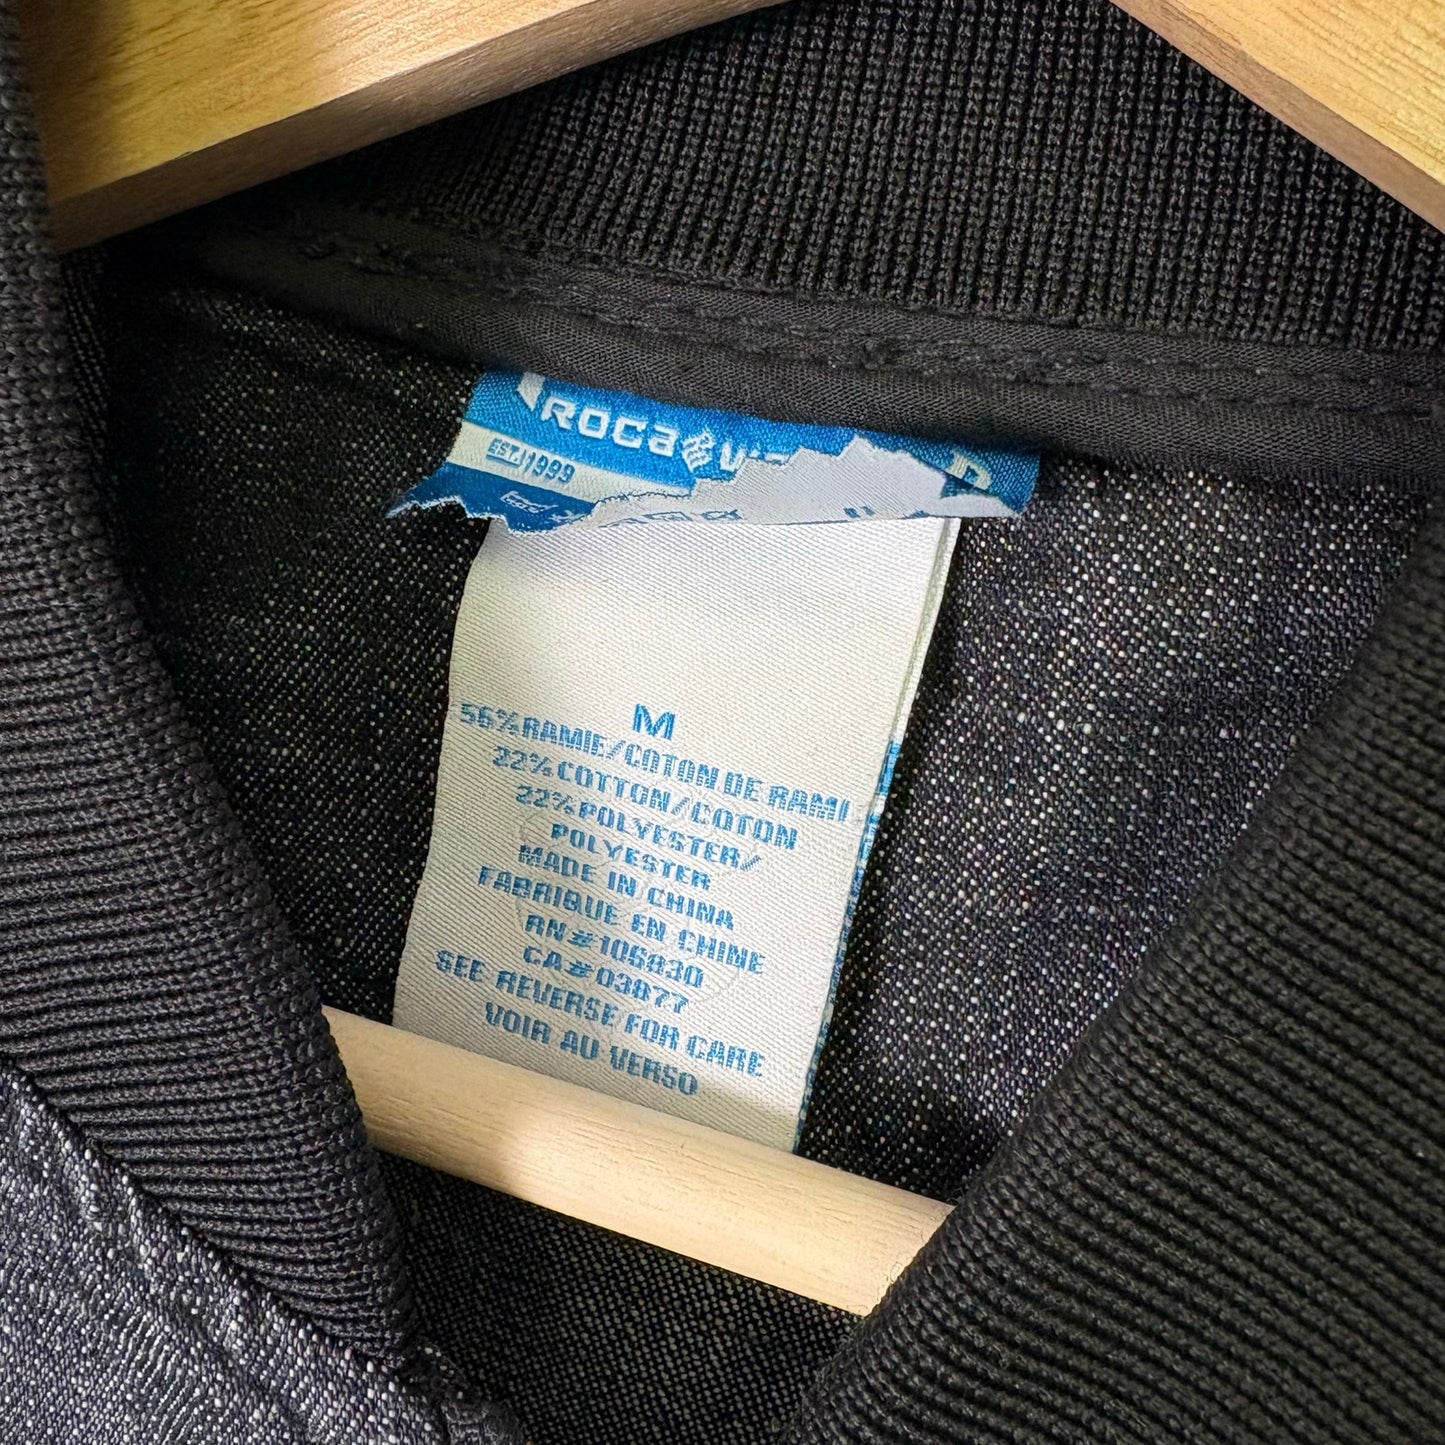 ROCA W
EST. 1999
M
56% RAMIE/COTON DE RAMI
22% COTTON/COTON
22% POLYESTER/
POLYESTER
MADE IN CHINA
FABRIQUE EN CHINE
RN#106830
CA#03877
SEE REVERSE FOR CARE
VOIR AU VERSO